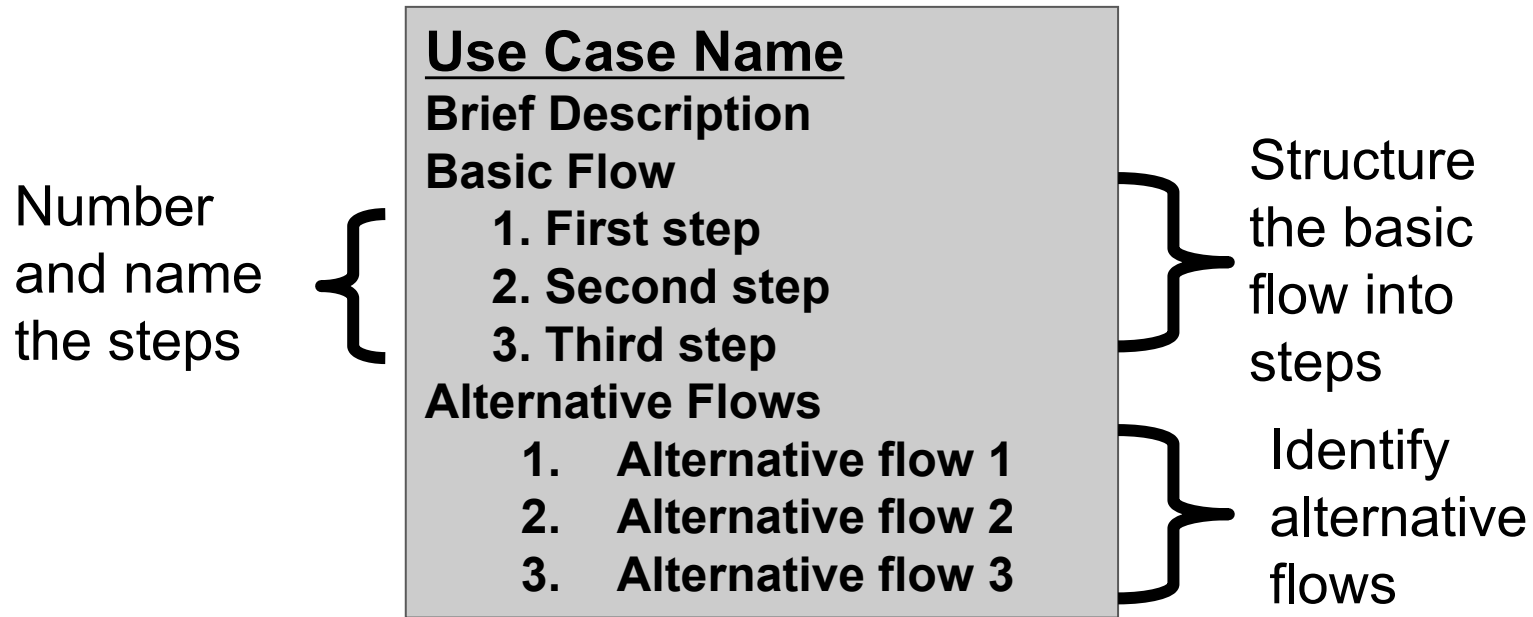 Number
and name
the steps
Use Case Name
Brief Description
Basic Flow
1. First step
2. Second step
3. Third step
Alternative Flows
1. Alternative flow 1
2. Alternative flow 2
3. Alternative flow 3
Structure
the basic
flow into
steps
Identify
alternative
flows